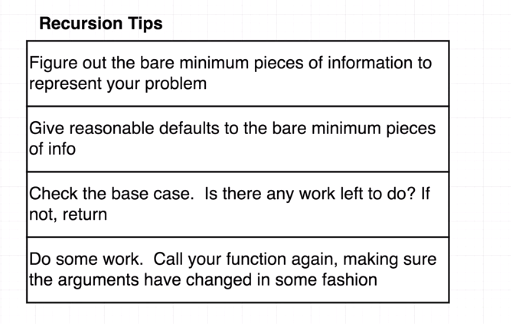 Recursion Tips
Figure out the bare minimum pieces of information to
represent your problem
Give reasonable defaults to the bare minimum pieces
of info
Check the base case.  Is there any work left to do? If
not, return
Do some work.  Call your function again, making sure
the arguments have changed in some fashion